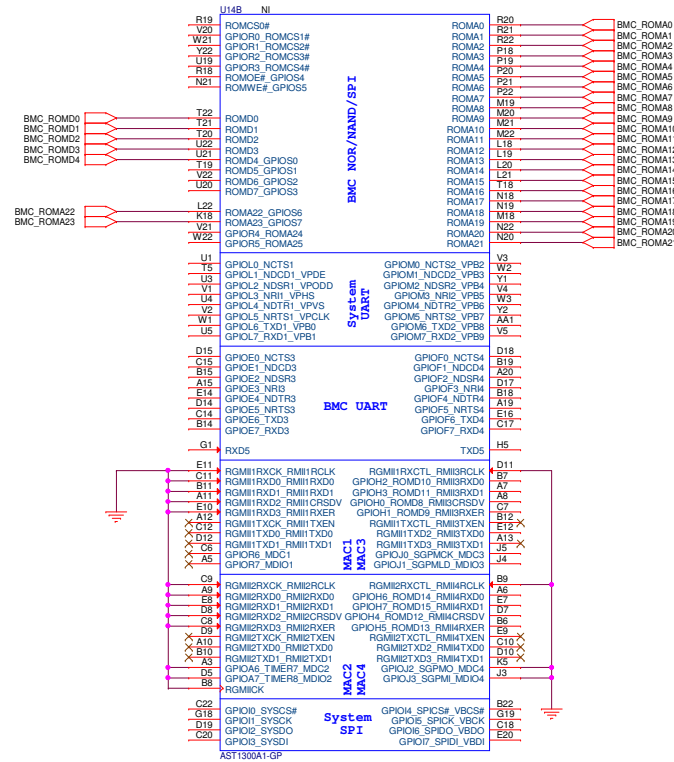 U14B NI
R19 ROMCS0# ROMA0 R20 BMC_ROMA0
V20 GPIOR0_ROMCS1# ROMA1 R21 BMC_ROMA1
W21 GPIOR1_ROMCS2# ROMA2 R22 BMC_ROMA2
Y22 GPIOR2_ROMCS3# ROMA3 P18 BMC_ROMA3
U19 GPIOR3_ROMCS4# ROMA4 P19 BMC_ROMA4
R18 ROMOE#_GPIOS4 ROMA5 P20 BMC_ROMA5
N21 ROMWE#_GPIOS5 ROMA6 P21 BMC_ROMA6
ROMA7 P22 BMC_ROMA7
ROMA8 M19 BMC_ROMA8
BMC_ROMD0 T22 ROMD0 ROMA9 M20 BMC_ROMA9
BMC_ROMD1 T21 ROMD1 ROMA10 M21 BMC_ROMA10
BMC_ROMD2 T20 ROMD2 ROMA11 M22 BMC_ROMA11
BMC_ROMD3 U22 ROMD3 ROMA12 L18 BMC_ROMA12
BMC_ROMD4 U21 ROMD4_GPIOS0 ROMA13 L19 BMC_ROMA13
T19 ROMD5_GPIOS1 ROMA14 L20 BMC_ROMA14
V22 ROMD6_GPIOS2 ROMA15 L21 BMC_ROMA15
U20 ROMD7_GPIOS3 ROMA16 T18 BMC_ROMA16
ROMA17 N18 BMC_ROMA17
BMC_ROMA22 L22 ROMA22_GPIOS6 ROMA18 N19 BMC_ROMA18
BMC_ROMA23 K18 ROMA23_GPIOS7 ROMA19 M18 BMC_ROMA19
V21 GPIOR4_ROMA24 ROMA20 N22 BMC_ROMA20
W22 GPIOR5_ROMA25 ROMA21 N20 BMC_ROMA21
BMC NOR/NAND/SPI
U1 GPIOL0_NCTS1 GPIOM0_NCTS2_VPB2 V3
T5 GPIOL1_NDCD1_VPDE GPIOM1_NDCD2_VPB3 W2
U3 GPIOL2_NDSR1_VPODD GPIOM2_NDSR2_VPB4 Y1
V1 GPIOL3_NRI1_VPHS GPIOM3_NRI2_VPB5 V4
U4 GPIOL4_NDTR1_VPVS GPIOM4_NDTR2_VPB6 W3
V2 GPIOL5_NRTS1_VPCLK GPIOM5_NRTS2_VPB7 Y2
W1 GPIOL6_TXD1_VPB0 GPIOM6_TXD2_VPB8 AA1
U5 GPIOL7_RXD1_VPB1 GPIOM7_RXD2_VPB9 V5
System
UART
D15 GPIOE0_NCTS3 GPIOF0_NCTS4 D18
C15 GPIOE1_NDCD3 GPIOF1_NDCD4 B19
B15 GPIOE2_NDSR3 GPIOF2_NDSR4 A20
A15 GPIOE3_NRI3 GPIOF3_NRI4 D17
E14 GPIOE4_NDTR3 GPIOF4_NDTR4 B18
D14 GPIOE5_NRTS3 GPIOF5_NRTS4 A19
C14 GPIOE6_TXD3 GPIOF6_TXD4 E16
B14 GPIOE7_RXD3 GPIOF7_RXD4 C17
BMC UART
G1 RXD5 TXD5 H5
E11 RGMII1RXCK_RMII1RCLK RGMII1RXCTL_RMII3RCLK D11
C11 RGMII1RXD0_RMII1RXD0 GPIOH2_ROMD10_RMII3RXD0 B7
B11 RGMII1RXD1_RMII1RXD1 GPIOH3_ROMD11_RMII3RXD1 A7
A11 RGMII1RXD2_RMII1CRSDV GPIOH0_ROMD8_RMII3CRSDV A8
E10 RGMII1RXD3_RMII1RXER GPIOH1_ROMD9_RMII3RXER C7
A12 RGMII1TXCK_RMII1TXEN RGMII1TXCTL_RMII3TXEN B12
C12 RGMII1TXD0_RMII1TXD0 RGMII1TXD2_RMII3TXD0 E12
D12 RGMII1TXD1_RMII1TXD1 RGMII1TXD3_RMII3TXD1 A13
C6 GPIOR6_MDC1 GPIOJ0_SGPMCK_MDC3 J5
A5 GPIOR7_MDIO1 GPIOJ1_SGPMLD_MDIO3 J4
MAC1
MAC3
C9 RGMII2RXCK_RMII2RCLK RGMII2RXCTL_RMII4RCLK B9
A9 RGMII2RXD0_RMII2RXD0 GPIOH6_ROMD14_RMII4RXD0 A6
E8 RGMII2RXD1_RMII2RXD1 GPIOH7_ROMD15_RMII4RXD1 E7
D8 RGMII2RXD2_RMII2CRSDV GPIOH4_ROMD12_RMII4CRSDV D7
C8 RGMII2RXD3_RMII2RXER GPIOH5_ROMD13_RMII4RXER B6
D9 RGMII2TXCK_RMII2TXEN RGMII2TXCTL_RMII4TXEN E9
A10 RGMII2TXD0_RMII2TXD0 RGMII2TXD2_RMII4TXD0 C10
B10 RGMII2TXD1_RMII2TXD1 RGMII2TXD3_RMII4TXD1 D10
A3 GPIOA6_TIMER7_MDC2 GPIOJ2_SGPMO_MDC4 K5
D5 GPIOA7_TIMER8_MDIO2 GPIOJ3_SGPMI_MDIO4 J3
B8 RGMIICK
MAC2
MAC4
C22 GPIOI0_SYSCS# GPIOI4_SPICS#_VBCS# B22
G18 GPIOI1_SYSCK GPIOI5_SPICK_VBCK G19
D19 GPIOI2_SYSDO GPIOI6_SPIDO_VBDO C18
C20 GPIOI3_SYSDI GPIOI7_SPIDI_VBDI E20
System
SPI
AST1300A1-GP